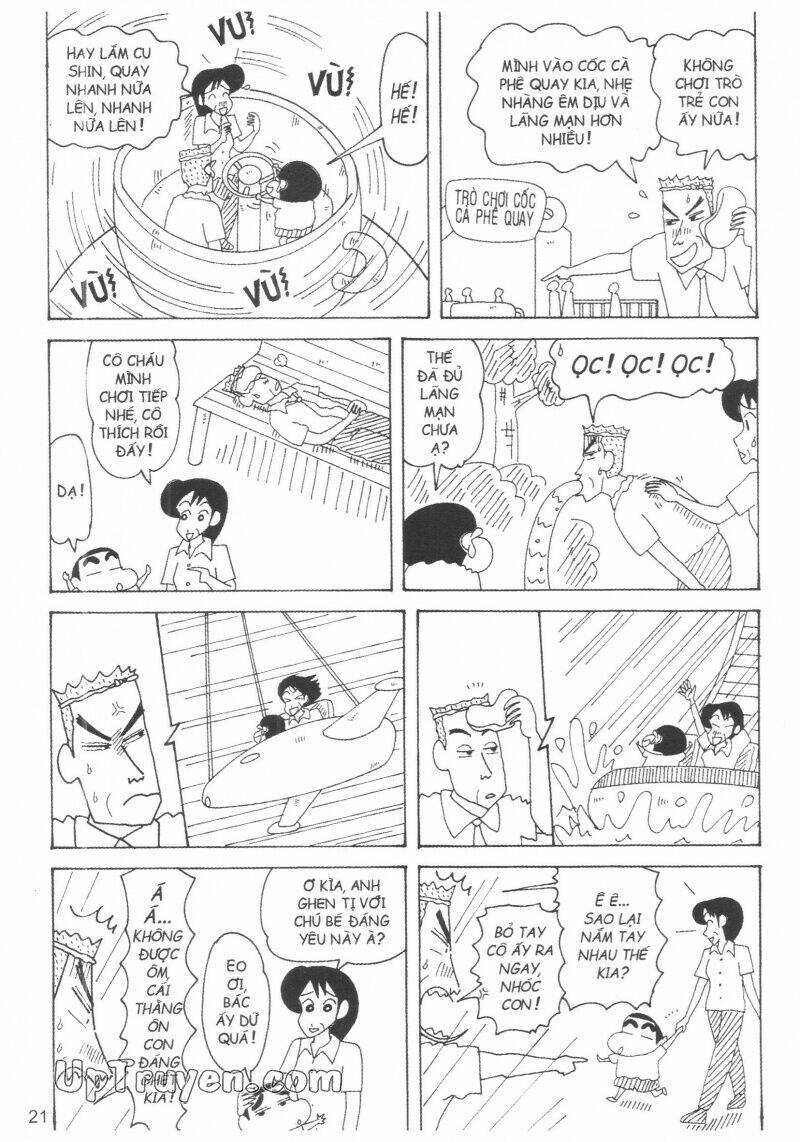 KHÔNG
CHƠI TRÒ
TRẺ CON
ẤY NỮA!
MÌNH VÀO CỐC CÀ
PHÊ QUAY KIA, NHẸ
NHÀNG ÊM DỊU VÀ
LÃNG MẠN HƠN
NHIỀU!
TRÒ CHƠI CỐC
CÀ PHÊ QUAY
VÙ
HẾ!
HẾ!
VÙ
HAY LẮM CU
SHIN, QUAY
NHANH NỮA
LÊN, NHANH
NỮA LÊN!
VÙ
VÙ
ỌC! ỌC! ỌC!
THẾ
ĐÃ ĐỦ
LÃNG
MẠN
CHƯA
Ạ?
CÔ CHÁU
MÌNH
CHƠI TIẾP
NHÉ, CÔ
THÍCH RỒI
ĐẤY!
DẠ!
Ê Ê...
SAO LẠI
NẮM TAY
NHAU THẾ
KIA?
BỎ TAY
CÔ ẤY RA
NGAY,
NHÓC
CON!
Ơ KÌA, ANH
GHEN TỊ VỚI
CHÚ BÉ ĐÁNG
YÊU NÀY À?
EO
ƠI,
BÁC
ẤY DỮ
QUÁ!
Á
Á...
KHÔNG
ĐƯỢC
ÔM,
CÁI
THẰNG
ÔN
CON
ĐÁNG
GHÉT
KIA!
UpTruyen.com
21